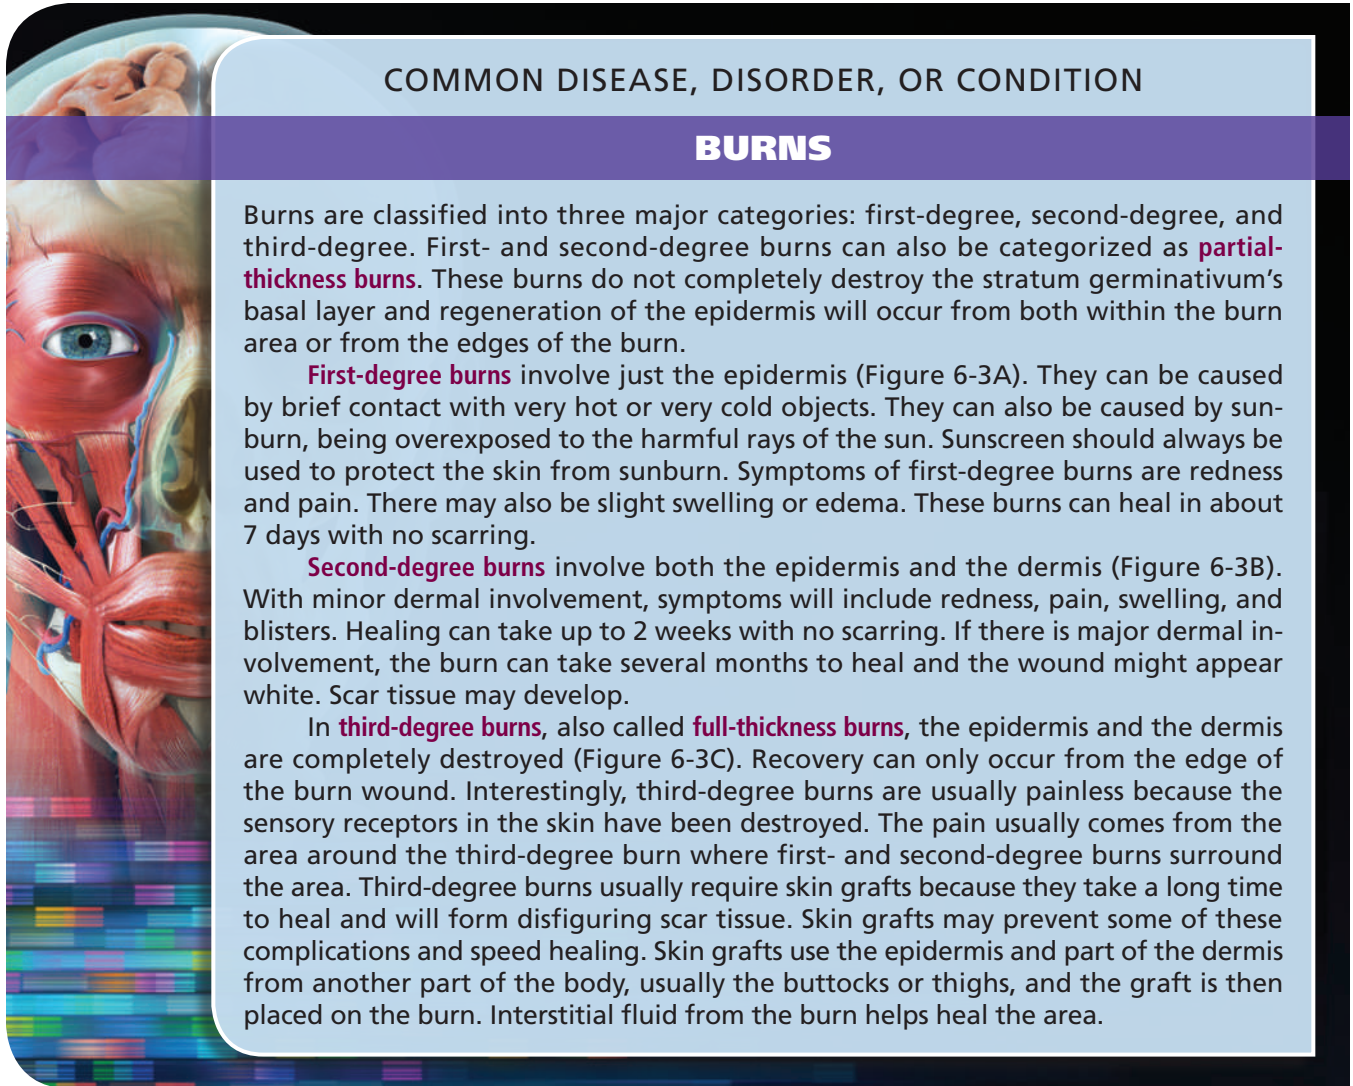 COMMON DISEASE, DISORDER, OR CONDITION
BURNS
Burns are classified into three major categories: first-degree, second-degree, and
third-degree. First- and second-degree burns can also be categorized as partial-
thickness burns. These burns do not completely destroy the stratum germinativum's
basal layer and regeneration of the epidermis will occur from both within the burn
area or from the edges of the burn.
First-degree burns involve just the epidermis (Figure 6-3A). They can be caused
by brief contact with very hot or very cold objects. They can also be caused by sun-
burn, being overexposed to the harmful rays of the sun. Sunscreen should always be
used to protect the skin from sunburn. Symptoms of first-degree burns are redness
and pain. There may also be slight swelling or edema. These burns can heal in about
7 days with no scarring.
Second-degree burns involve both the epidermis and the dermis (Figure 6-3B).
With minor dermal involvement, symptoms will include redness, pain, swelling, and
blisters. Healing can take up to 2 weeks with no scarring. If there is major dermal in-
volvement, the burn can take several months to heal and the wound might appear
white. Scar tissue may develop.
In third-degree burns, also called full-thickness burns, the epidermis and the dermis
are completely destroyed (Figure 6-3C). Recovery can only occur from the edge of
the burn wound. Interestingly, third-degree burns are usually painless because the
sensory receptors in the skin have been destroyed. The pain usually comes from the
area around the third-degree burn where first- and second-degree burns surround
the area. Third-degree burns usually require skin grafts because they take a long time
to heal and will form disfiguring scar tissue. Skin grafts may prevent some of these
complications and speed healing. Skin grafts use the epidermis and part of the dermis
from another part of the body, usually the buttocks or thighs, and the graft is then
placed on the burn. Interstitial fluid from the burn helps heal the area.